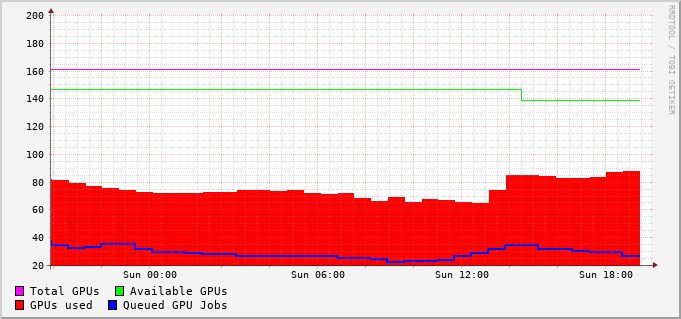 200
180
160
140
120
100
80
60
40
20
Sun 00:00 Sun 06:00 Sun 12:00 Sun 18:00
Total GPUs Available GPUs
GPUs used Queued GPU Jobs
RRDTOOL / TOBI OETIKER